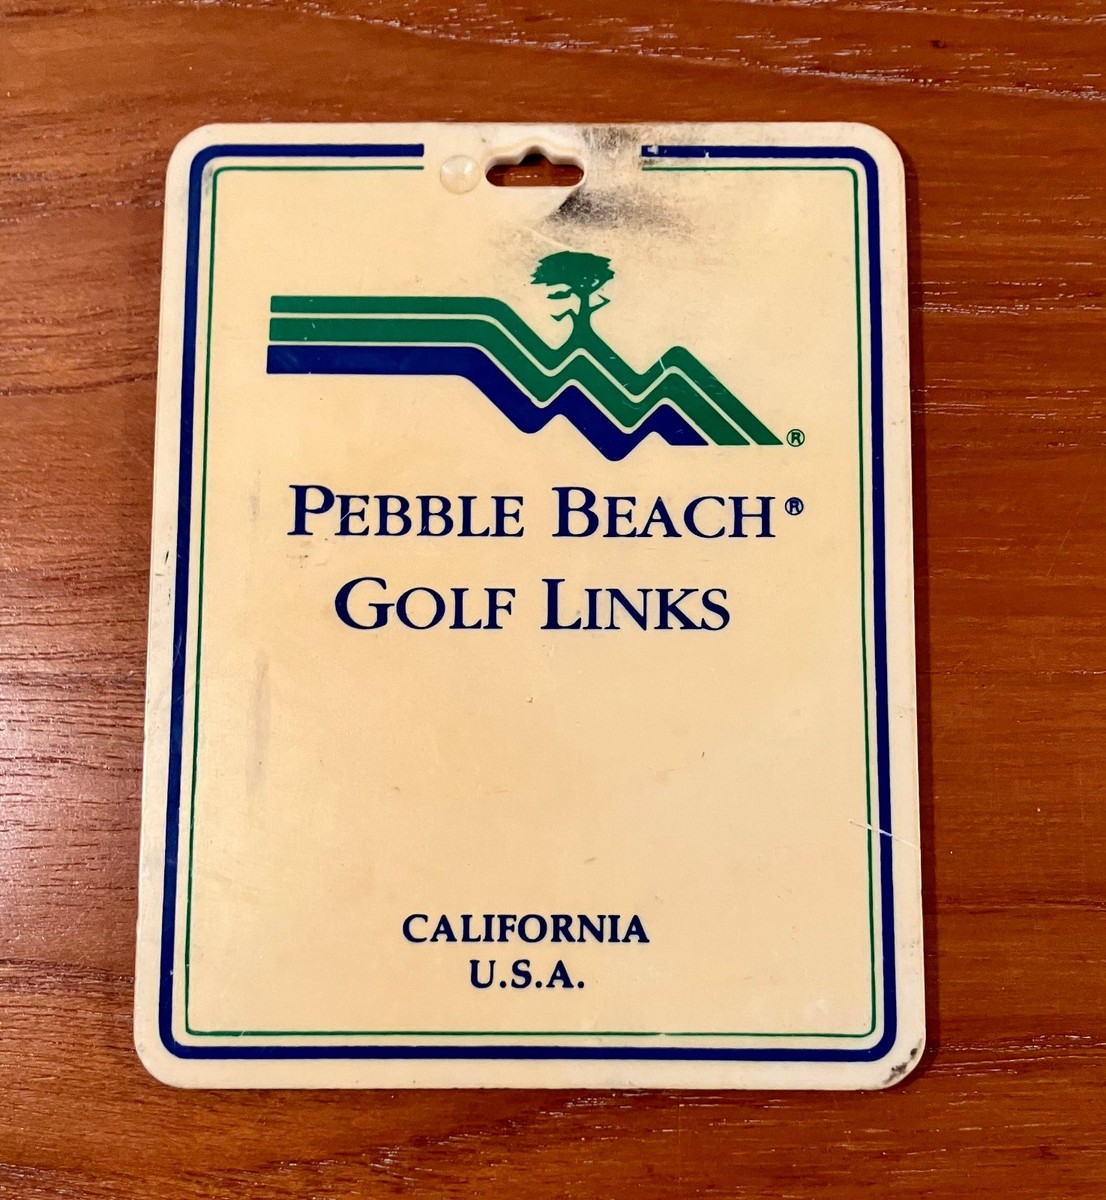 ®
PEBBLE BEACH®
GOLF LINKS
CALIFORNIA
U.S.A.